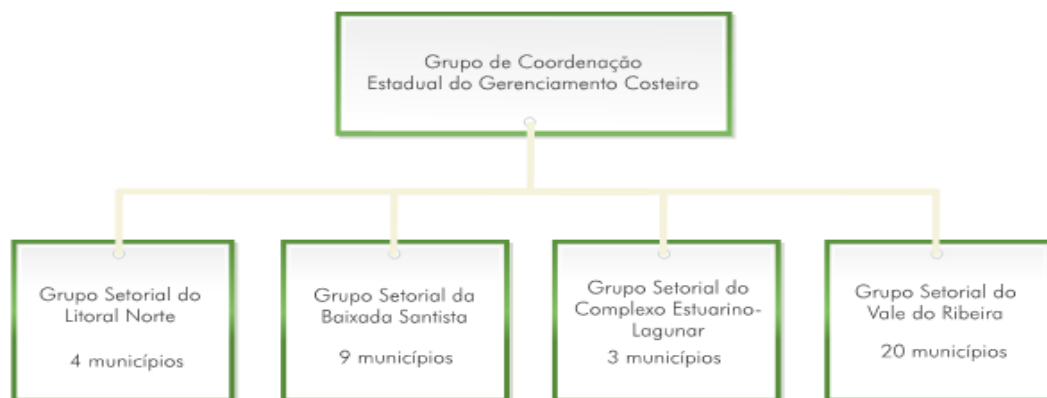 Grupo de Coordenação
Estadual do Gerenciamento Costeiro
Grupo Setorial do
Litoral Norte
4 municípios
Grupo Setorial da
Baixada Santista
9 municípios
Grupo Setorial do
Complexo Estuarino-
Lagunar
3 municípios
Grupo Setorial do
Vale do Ribeira
20 municípios